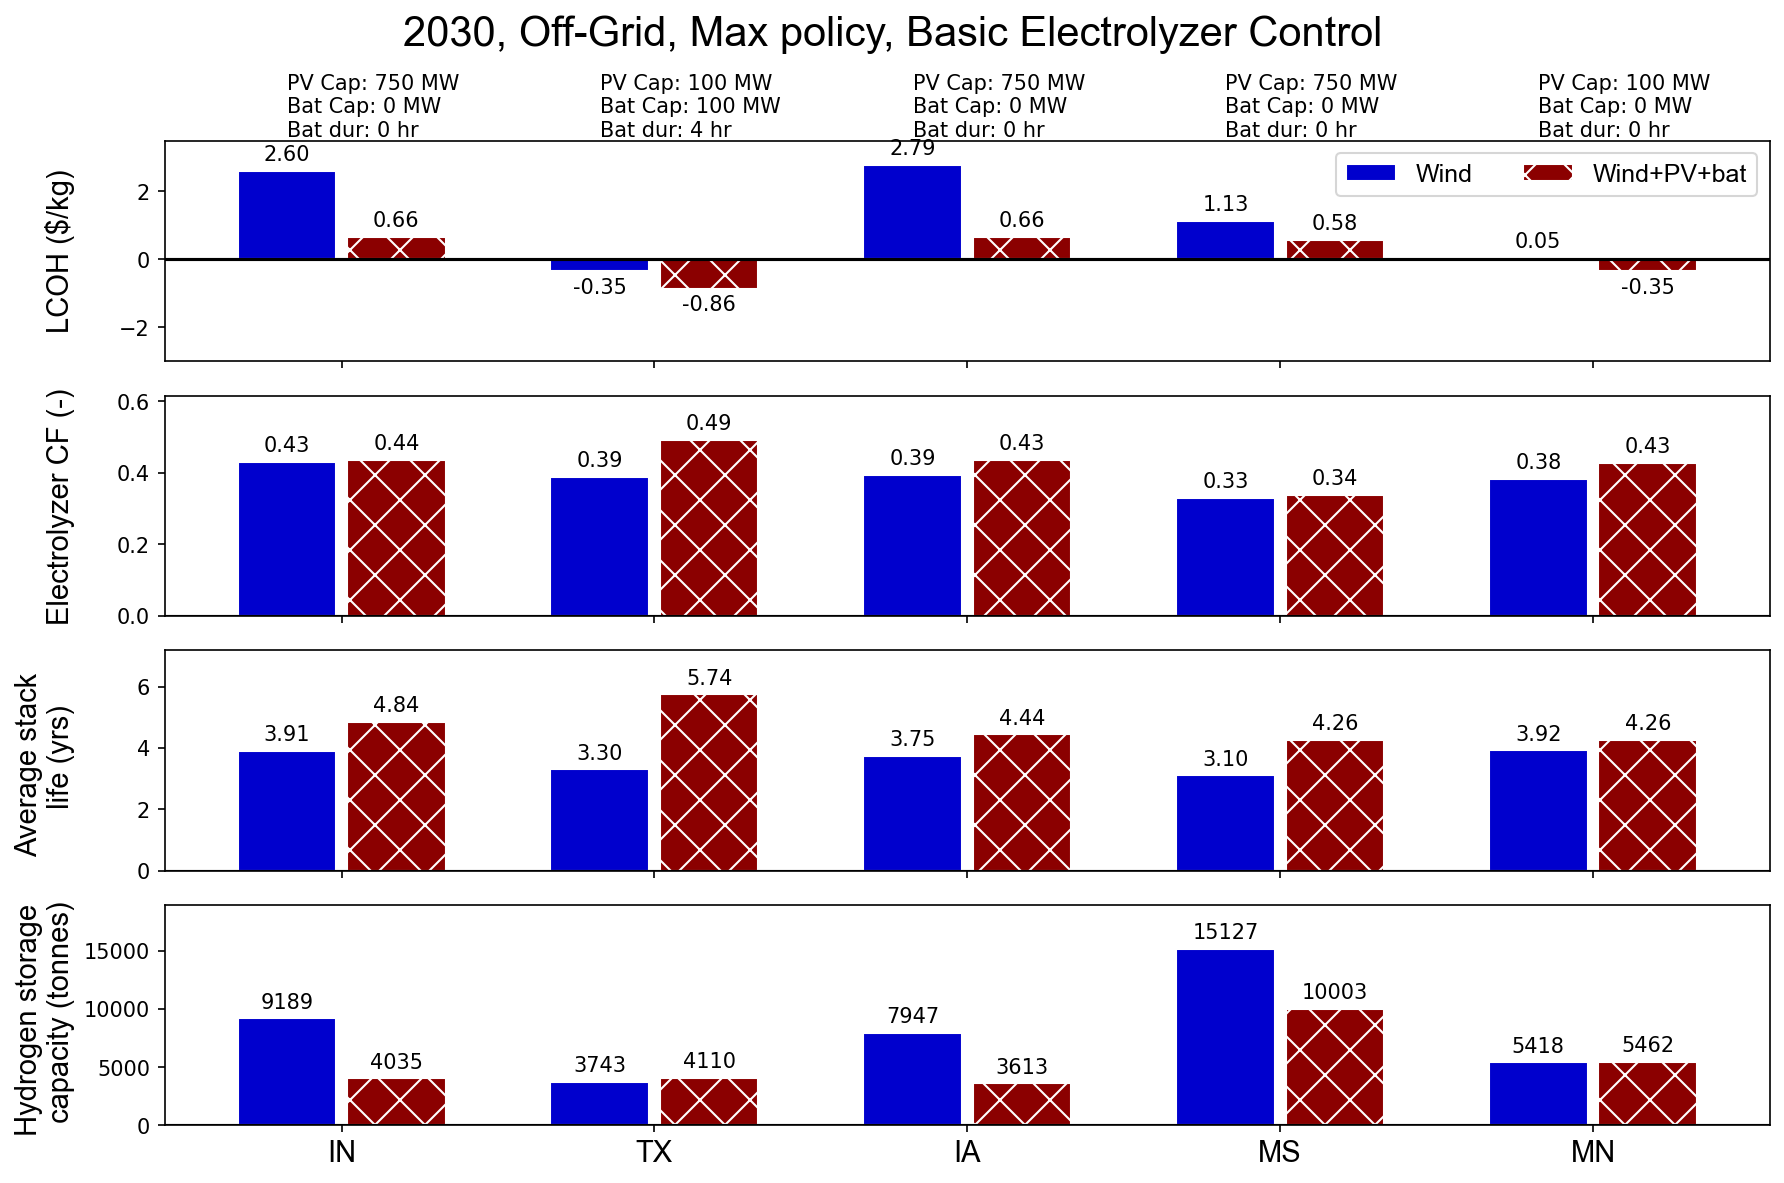 2030, Off-Grid, Max policy, Basic Electrolyzer Control
PV Cap: 750 MW
Bat Cap: 0 MW
Bat dur: 0 hr
PV Cap: 100 MW
Bat Cap: 100 MW
Bat dur: 4 hr
PV Cap: 750 MW
Bat Cap: 0 MW
Bat dur: 0 hr
PV Cap: 750 MW
Bat Cap: 0 MW
Bat dur: 0 hr
PV Cap: 100 MW
Bat Cap: 0 MW
Bat dur: 0 hr
LCOH ($/kg)
2
0
−2
2.60
0.66
-0.35
-0.86
2.79
0.66
1.13
0.58
0.05
-0.35
Wind
Wind+PV+bat
Electrolyzer CF (-)
0.6
0.4
0.2
0.0
0.43
0.44
0.39
0.49
0.39
0.43
0.33
0.34
0.38
0.43
Average stack
life (yrs)
6
4
2
0
3.91
4.84
3.30
5.74
3.75
4.44
3.10
4.26
3.92
4.26
Hydrogen storage
capacity (tonnes)
15000
10000
5000
0
9189
4035
3743
4110
7947
3613
15127
10003
5418
5462
IN
TX
IA
MS
MN